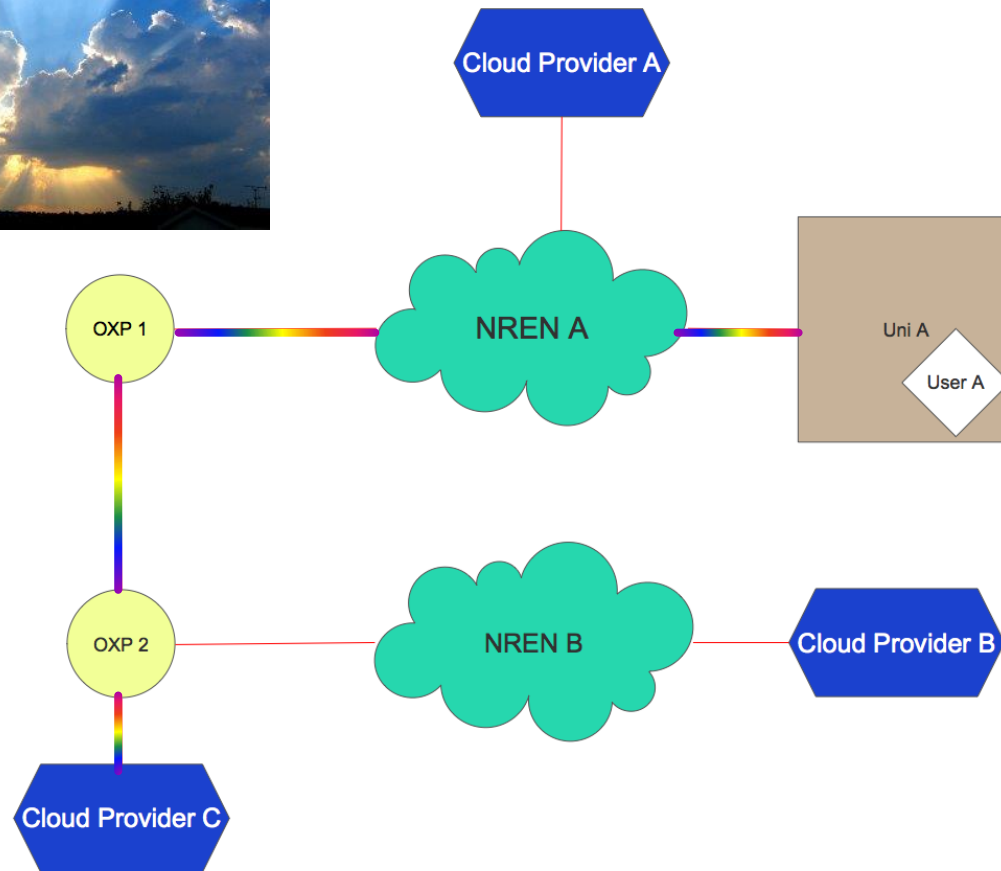 Cloud Provider A
NREN A
OXP 1
Uni A
User A
OXP 2
NREN B
Cloud Provider B
Cloud Provider C